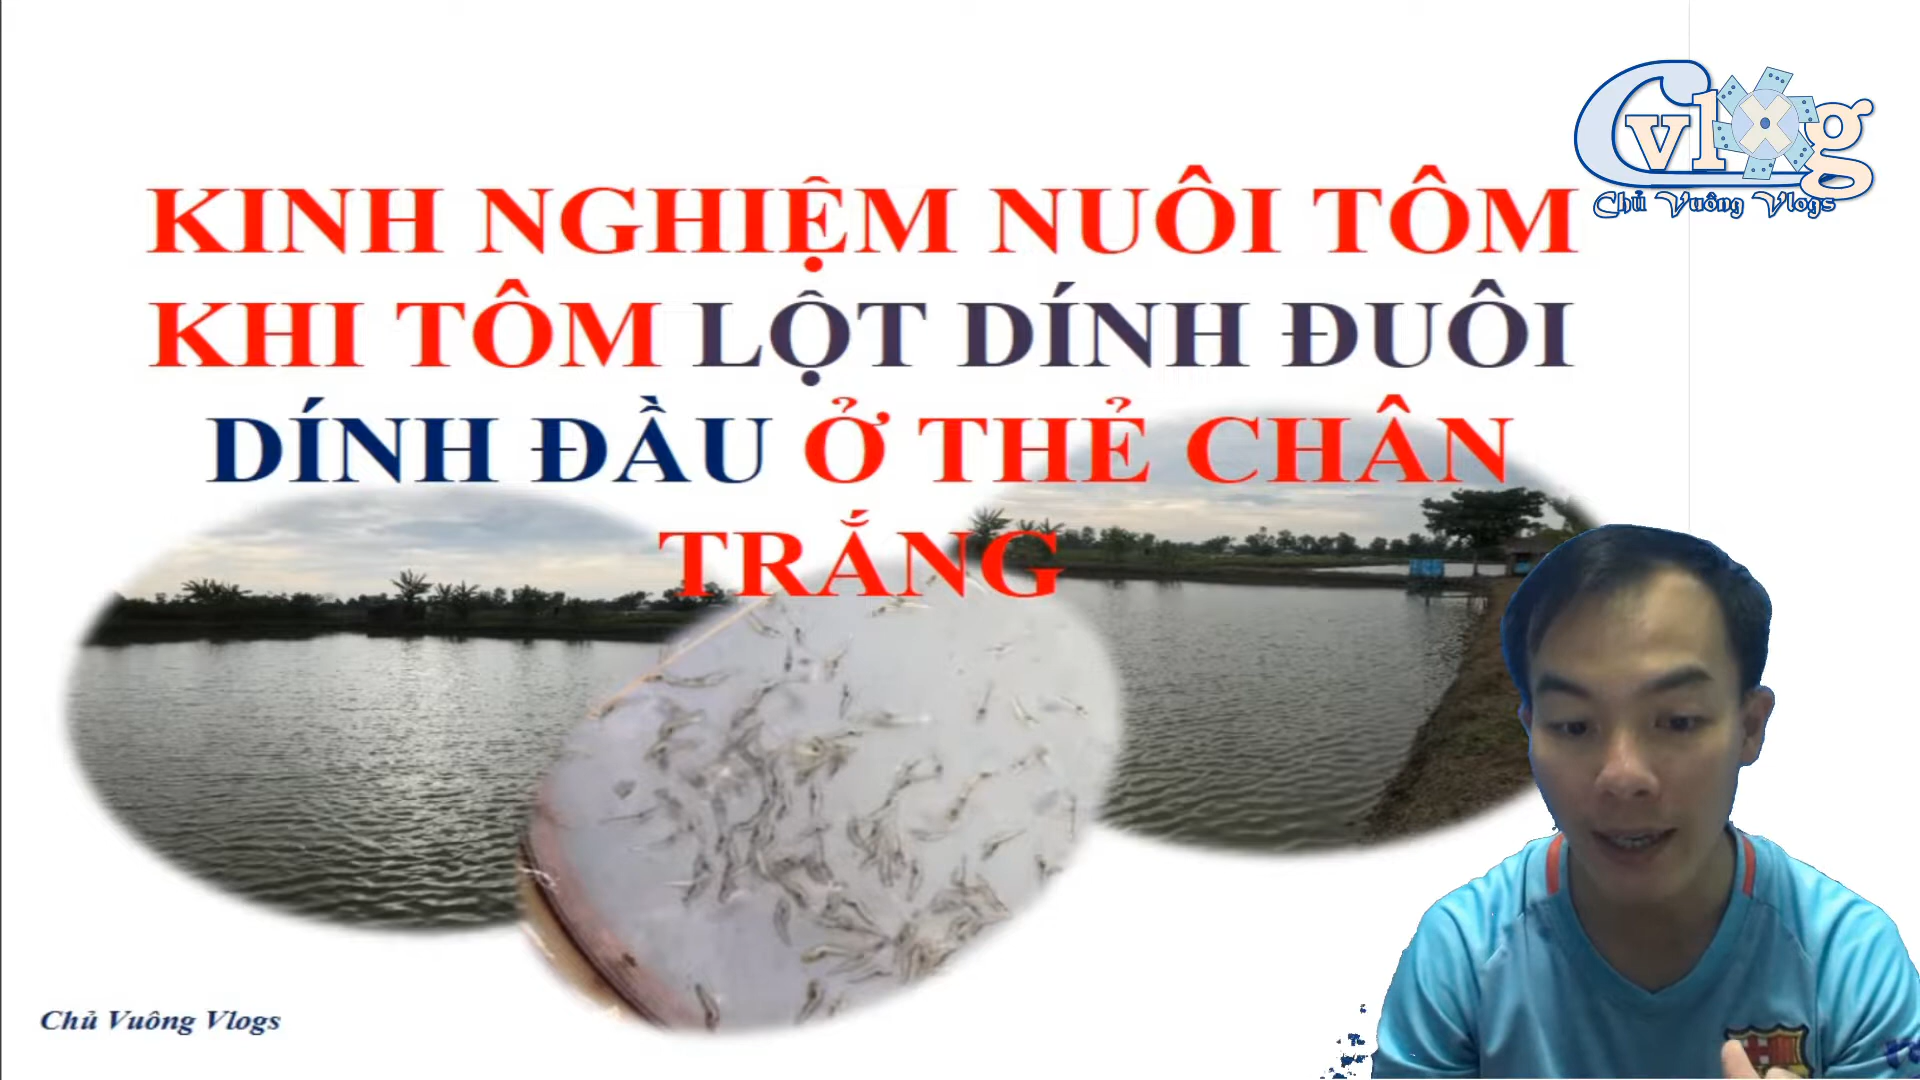 Cvlog
Chủ Vuông Vlogs
KINH NGHIỆM NUÔI TÔM
KHI TÔM LỘT DÍNH ĐUÔI
DÍNH ĐẦU Ở THẺ CHÂN
TRẮNG
Chủ Vuông Vlogs